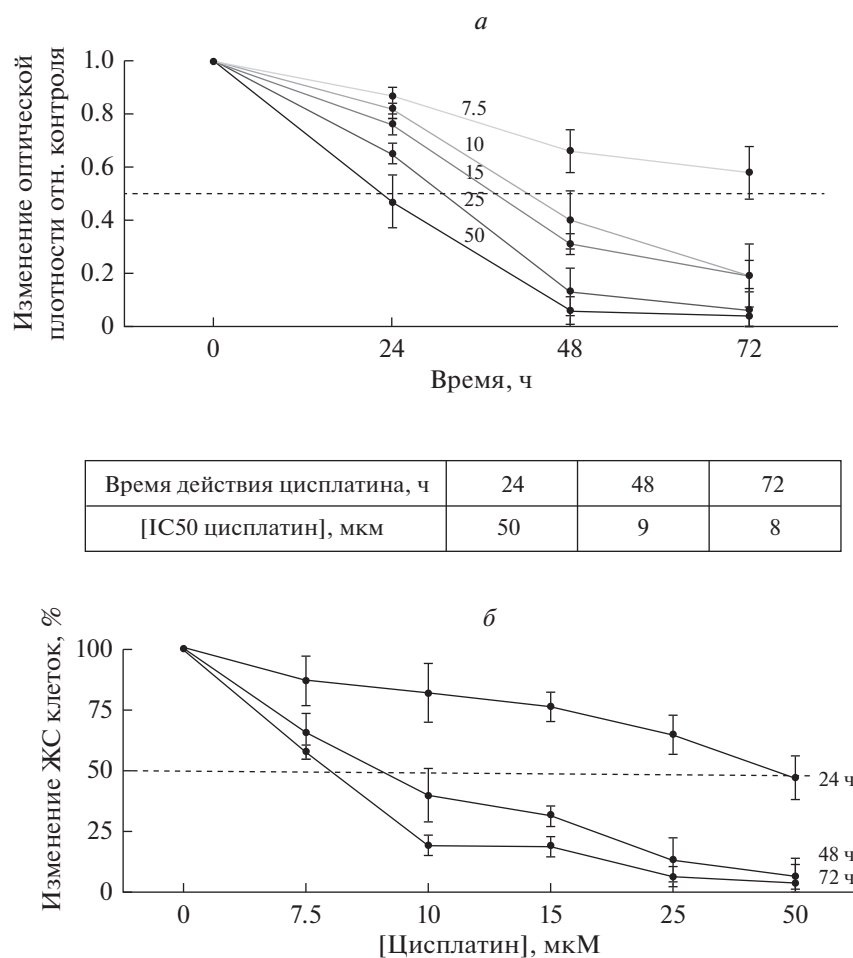 а
Изменение оптической
плотности отн. контроля
1.0
0.8
0.6
0.4
0.2
0
7.5
10
15
25
50
0 24 48 72
Время, ч
Время действия цисплатина, ч 24 48 72
[IC50 цисплатин], мкм 50 9 8
б
Изменение ЖС клеток, %
100
75
50
25
0
24 ч
48 ч
72 ч
0 7.5 10 15 25 50
[Цисплатин], мкМ